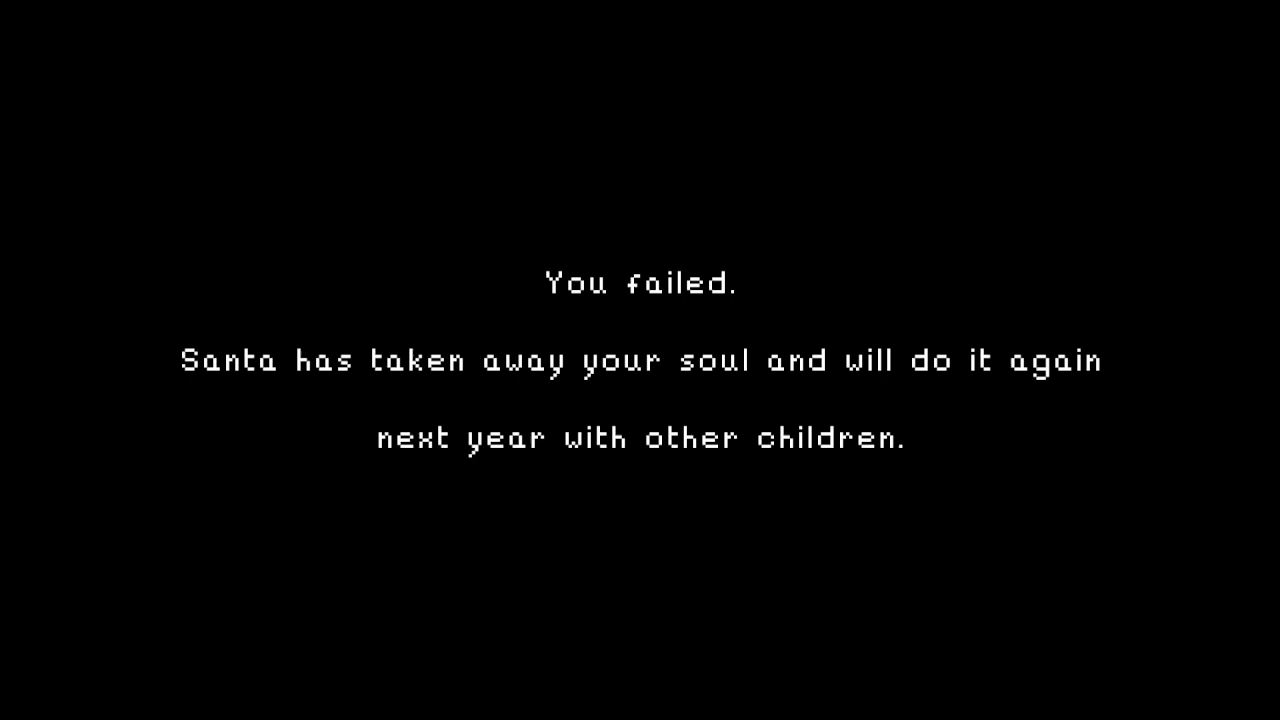 You failed.
Santa has taken away your soul and will do it again
next year with other children.